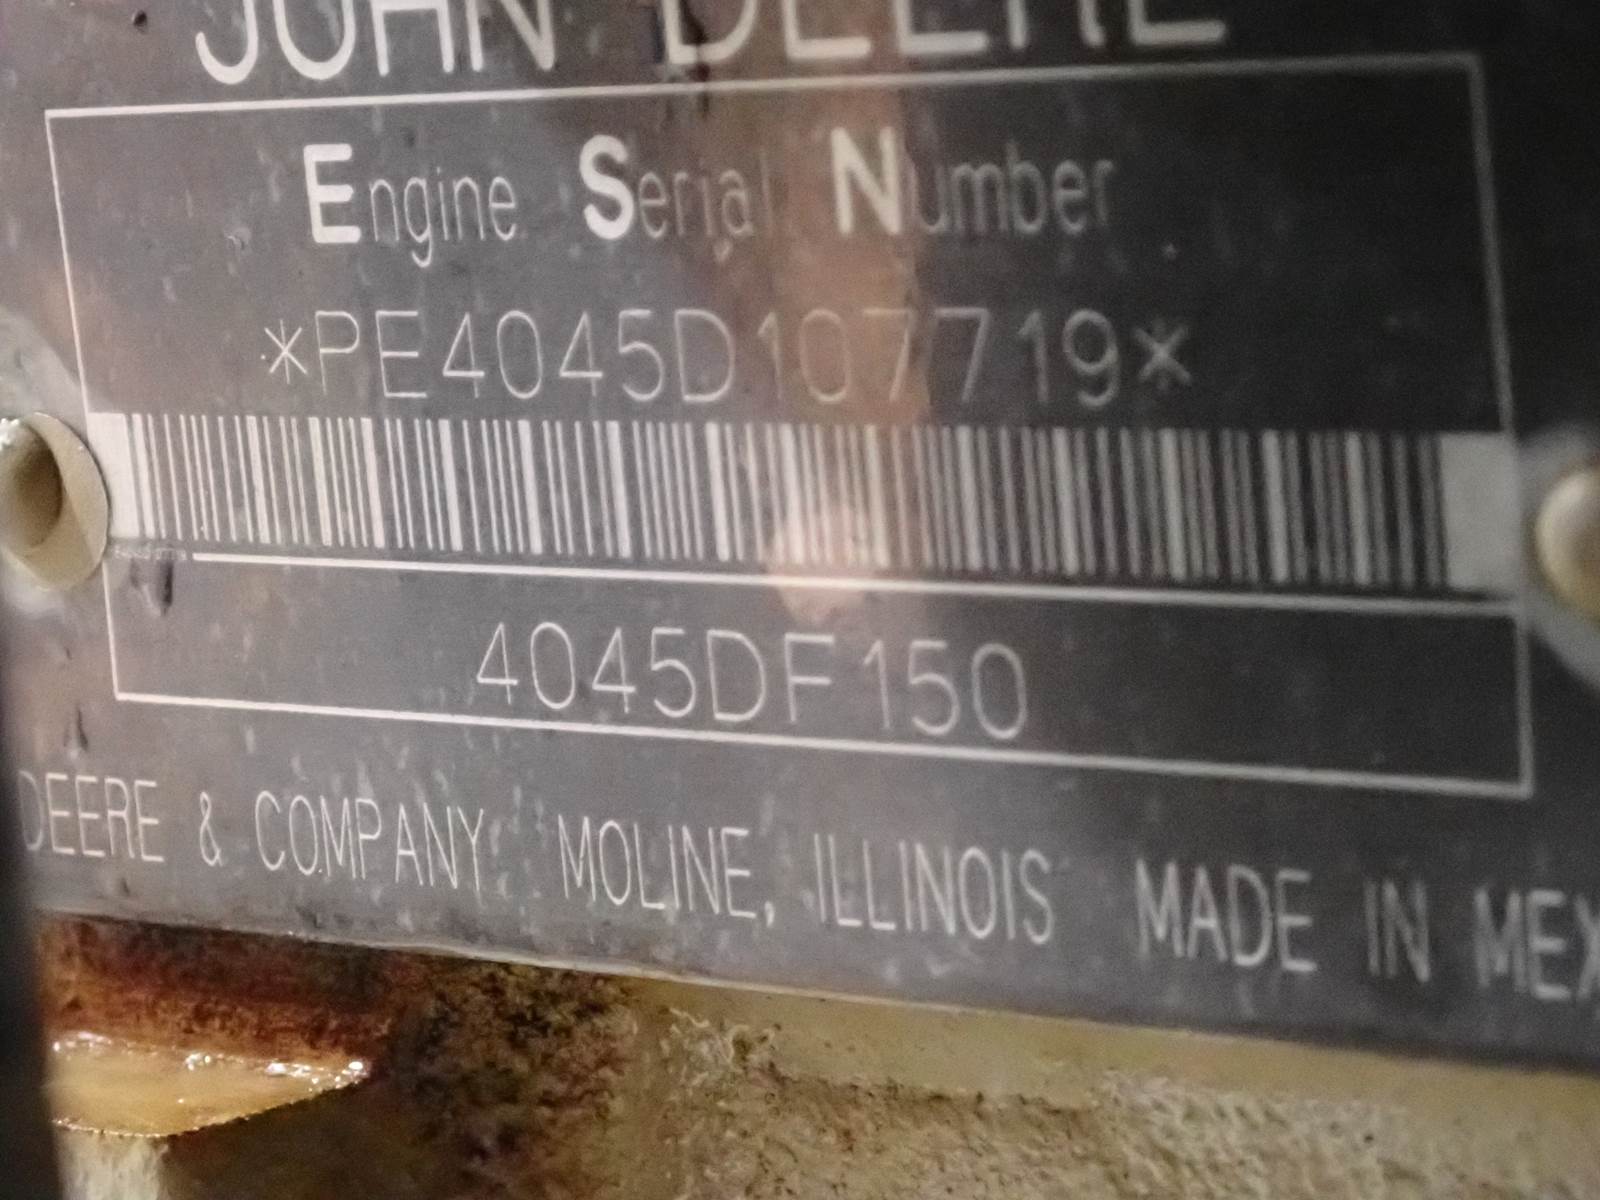 JOHN DEERE
Engine Serial Number
*PE4045D107719*
4045DF150
DEERE & COMPANY MOLINE, ILLINOIS MADE IN MEX